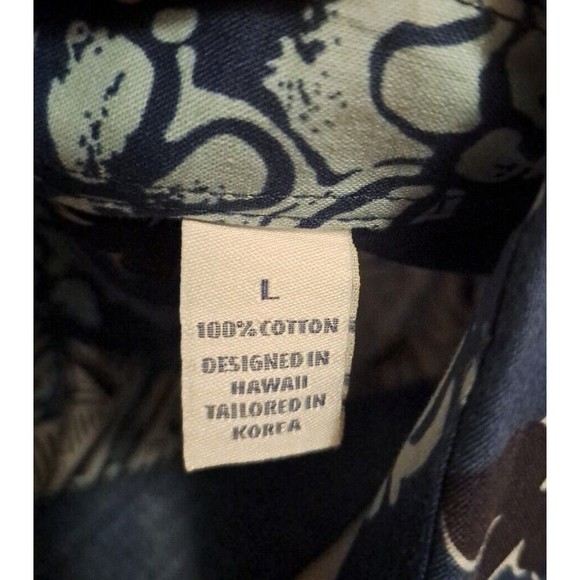 L
100% COTTON
DESIGNED IN
HAWAII
TAILORED IN
KOREA